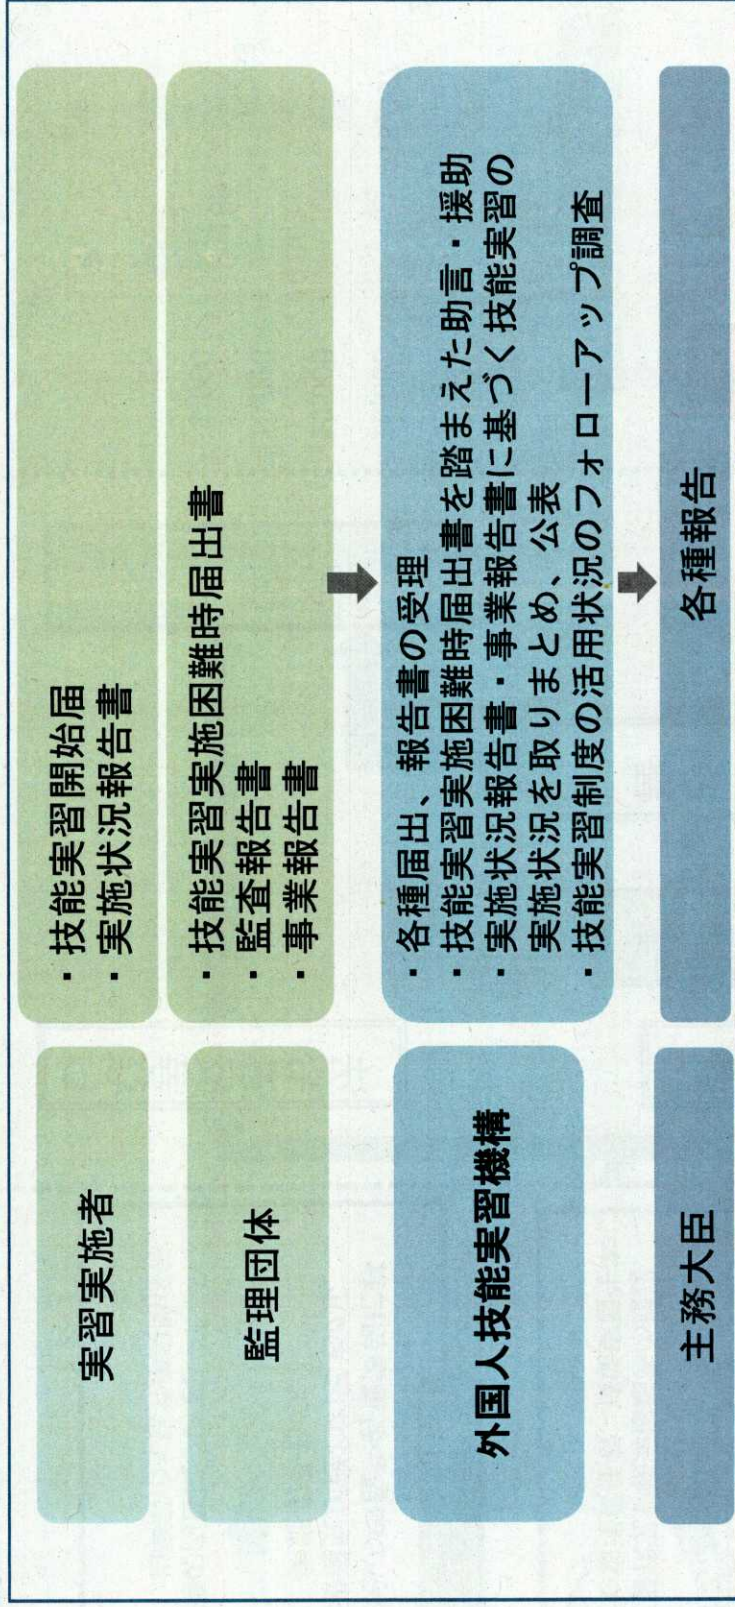 実習実施者
・技能実習開始届
・実施状況報告書
監理団体
・技能実習実施困難時届出書
・監査報告書
・事業報告書
外国人技能実習機構
・各種届出、報告書の受理
・技能実習実施困難時届出書を踏まえた助言・援助
・実施状況報告書・事業報告書に基づく技能実習の
実施状況を取りまとめ、公表
・技能実習制度の活用状況のフォローアップ調査
主務大臣
各種報告